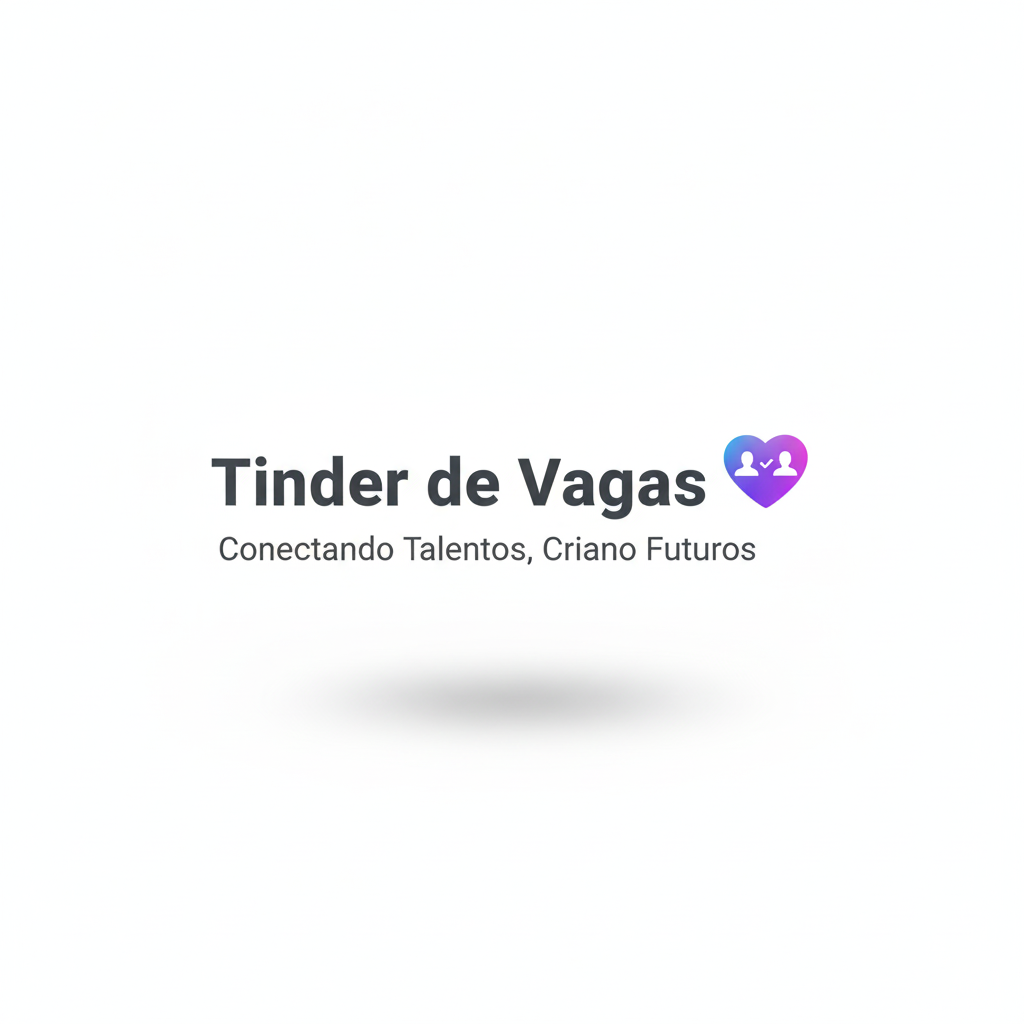 Tinder de Vagas
Conectando Talentos, Criano Futuros